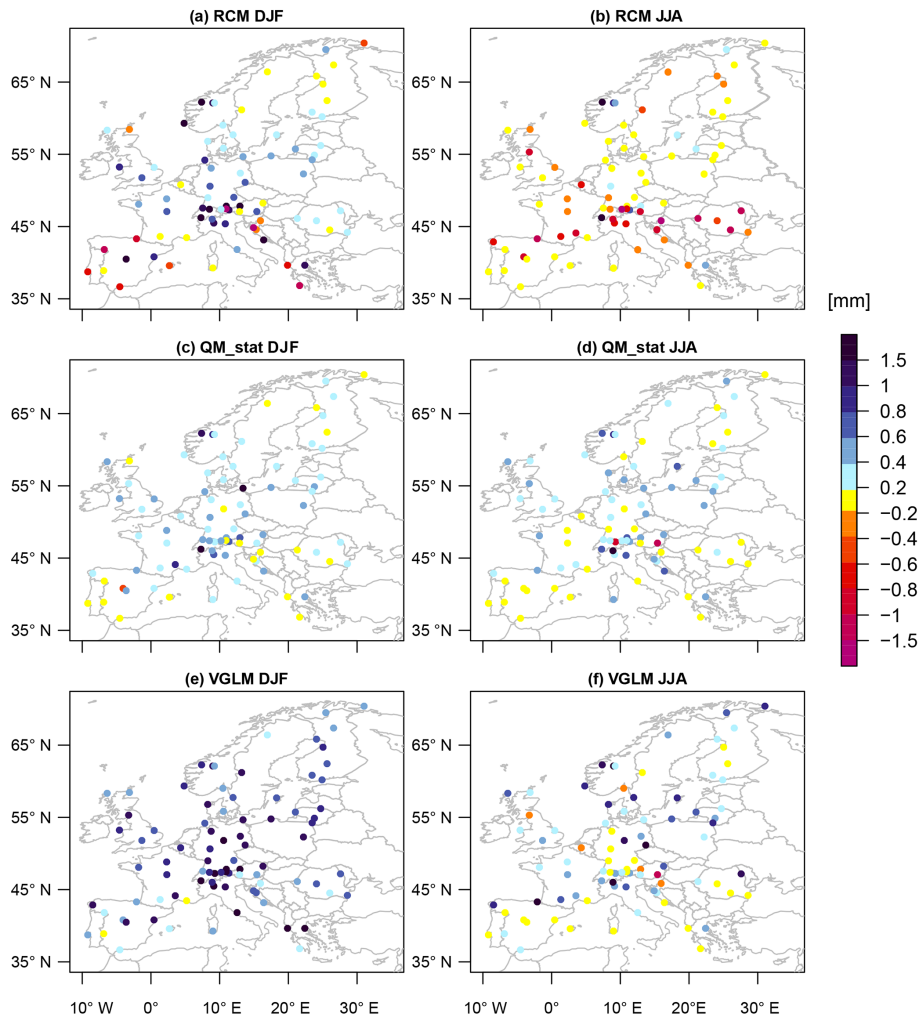 (a) RCM DJF
(b) RCM JJA
65° N
55° N
45° N
35° N
65° N
55° N
45° N
35° N
[mm]
(c) QM_stat DJF
(d) QM_stat JJA
65° N
55° N
45° N
35 °N
65° N
55° N
45° N
35 °N
1.5
1
0.8
0.6
0.4
0.2
−0.2
−0.4
−0.6
−0.8
−1
−1.5
(e) VGLM DJF
(f) VGLM JJA
65° N
55° N
45° N
35° N
65° N
55° N
45° N
35° N
10° W 0° 10° E 20° E 30°E
10° W 0° 10° E 20° E 30°E